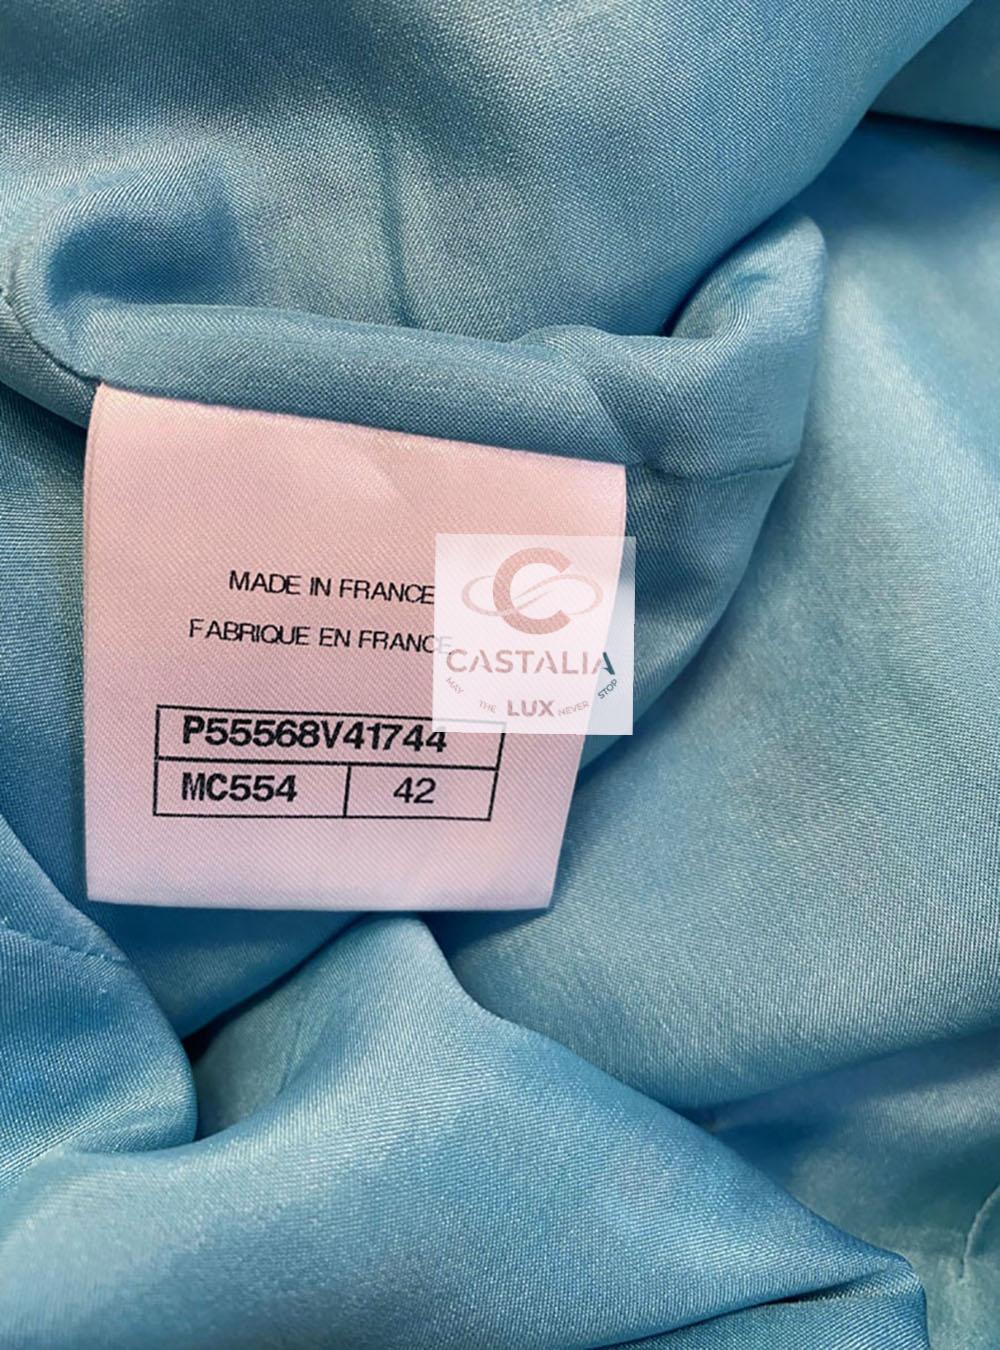 MADE IN FRANCE
FABRIQUE EN FRANCE
P55568V41744
MC554 42
CASTALIA
MAY THE LUX NEVER STOP